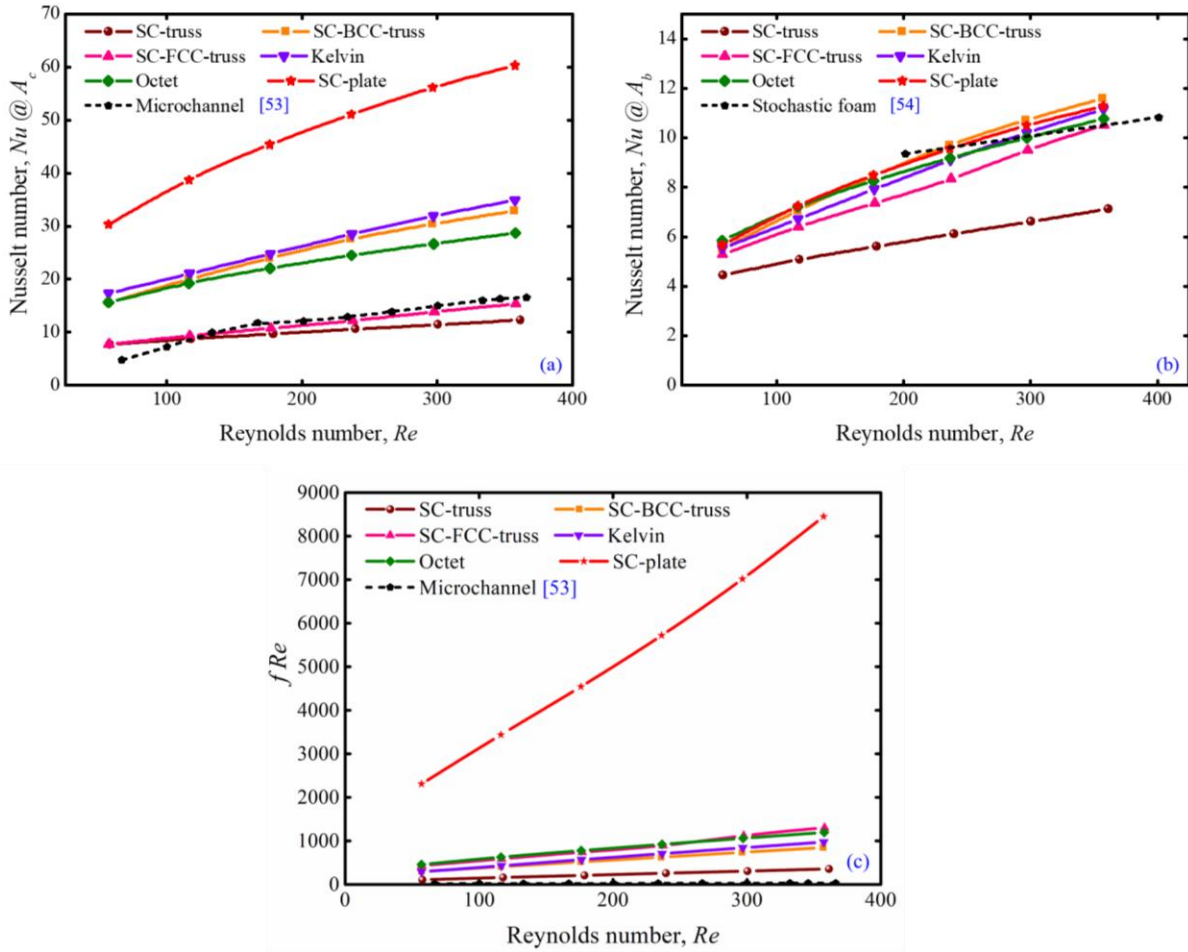 70
60
50
40
30
20
10
0
Nusselt number, Nu @ A_c
SC-truss SC-BCC-truss
SC-FCC-truss Kelvin
Octet SC-plate
Microchannel [53]
(a)
100 200 300 400
Reynolds number, Re
14
12
10
8
6
4
2
0
Nusselt number, Nu @ A_b
SC-truss SC-BCC-truss
SC-FCC-truss Kelvin
Octet SC-plate
Stochastic foam [54]
(b)
100 200 300 400
Reynolds number, Re
9000
8000
7000
6000
5000
4000
3000
2000
1000
0
f Re
SC-truss SC-BCC-truss
SC-FCC-truss Kelvin
Octet SC-plate
Microchannel [53]
(c)
0 100 200 300 400
Reynolds number, Re